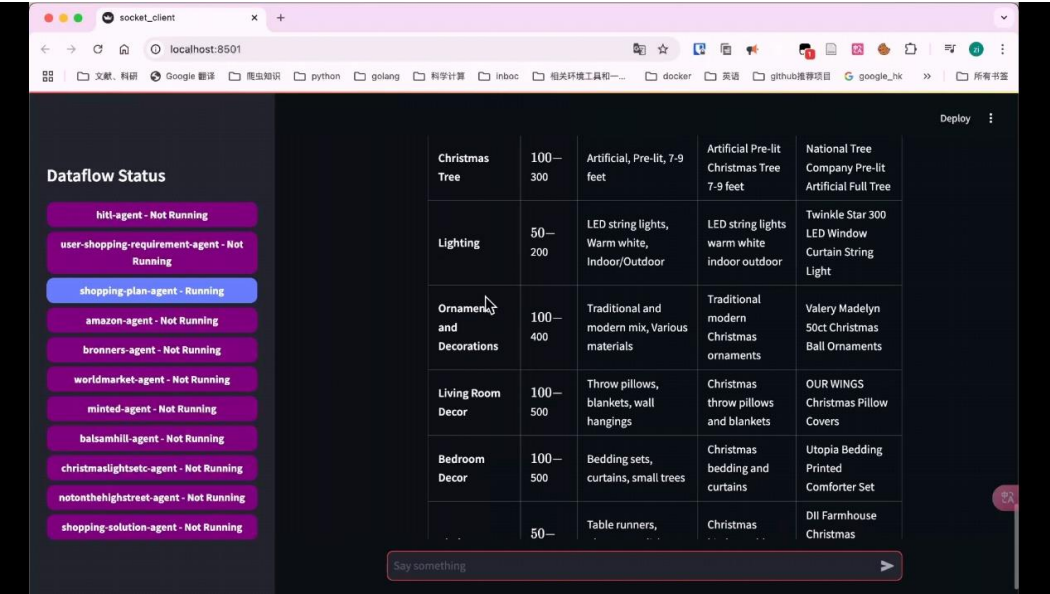 socket_client
localhost:8501
文献、科研
Google 翻译
爬虫知识
python
golang
科学计算
inboc
相关环境工具和一...
docker
英语
github推荐项目
google_hk
所有书签
Deploy
Dataflow Status
hitl-agent - Not Running
user-shopping-requirement-agent - Not
Running
shopping-plan-agent - Running
amazon-agent - Not Running
bronners-agent - Not Running
worldmarket-agent - Not Running
minted-agent - Not Running
balsamhill-agent - Not Running
christmaslightsetc-agent - Not Running
notonthehighstreet-agent - Not Running
shopping-solution-agent - Not Running
Christmas
Tree
100–
300
Artificial, Pre-lit, 7-9
feet
Artificial Pre-lit
Christmas Tree
7-9 feet
National Tree
Company Pre-lit
Artificial Full Tree
Lighting
50–
200
LED string lights,
Warm white,
Indoor/Outdoor
LED string lights
warm white
indoor outdoor
Twinkle Star 300
LED Window
Curtain String
Light
Ornaments
and
Decorations
100–
400
Traditional and
modern mix, Various
materials
Traditional
modern
Christmas
ornaments
Valery Madelyn
50ct Christmas
Ball Ornaments
Living Room
Decor
100–
500
Throw pillows,
blankets, wall
hangings
Christmas
throw pillows
and blankets
OUR WINGS
Christmas Pillow
Covers
Bedroom
Decor
100–
500
Bedding sets,
curtains, small trees
Christmas
bedding and
curtains
Utopia Bedding
Printed
Comforter Set
50–
Table runners,
Christmas
DII Farmhouse
Christmas
Say something